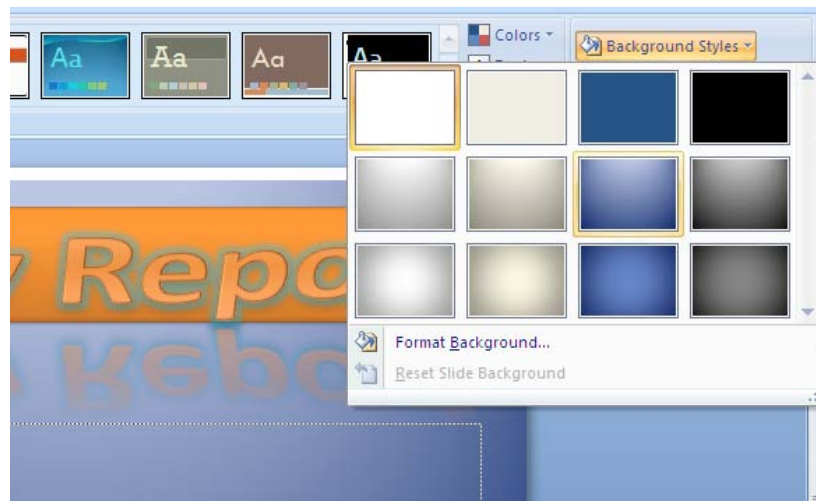 Aa Aa Aa Aa Colors Background Styles
y Repo
Format Background...
Reset Slide Background